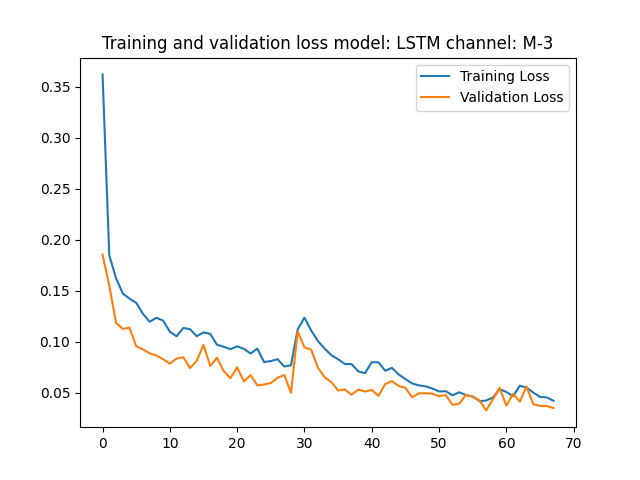 Training and validation loss model: LSTM channel: M-3
Training Loss
Validation Loss
0.35
0.30
0.25
0.20
0.15
0.10
0.05
0 10 20 30 40 50 60 70